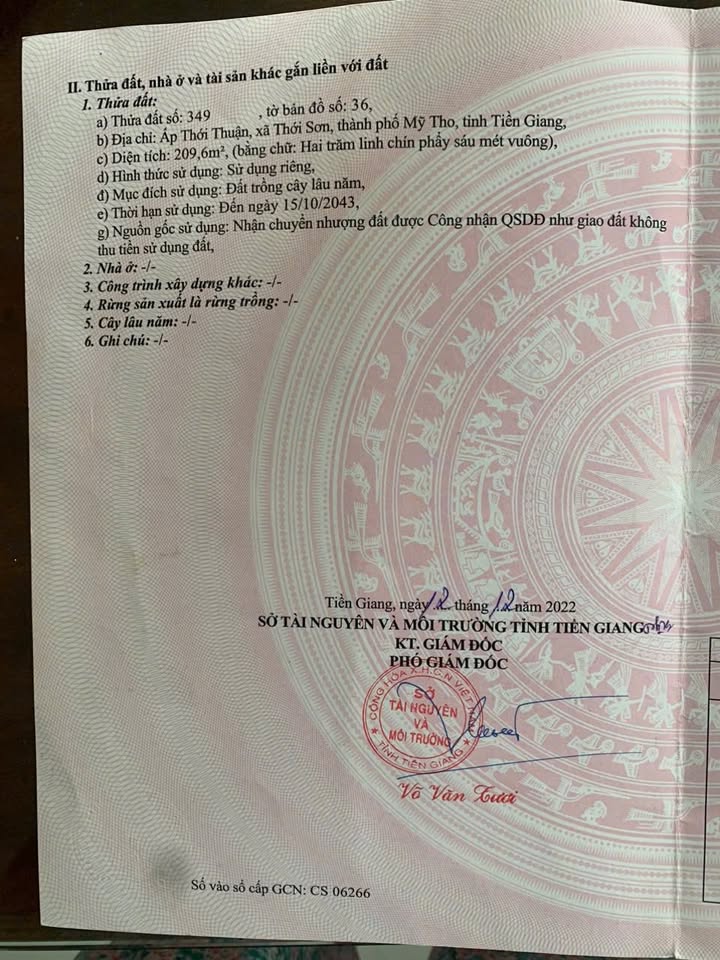 II. Thửa đất, nhà ở và tài sản khác gắn liền với đất
1. Thửa đất:
a) Thửa đất số: 349 , tờ bản đồ số: 36,
b) Địa chỉ: Ấp Thới Thuận, xã Thới Sơn, thành phố Mỹ Tho, tỉnh Tiền Giang,
c) Diện tích: 209,6m², (bằng chữ: Hai trăm linh chín phẩy sáu mét vuông),
d) Hình thức sử dụng: Sử dụng riêng,
đ) Mục đích sử dụng: Đất trồng cây lâu năm,
e) Thời hạn sử dụng: Đến ngày 15/10/2043,
g) Nguồn gốc sử dụng: Nhận chuyển nhượng đất được Công nhận QSDĐ như giao đất không
thu tiền sử dụng đất,
2. Nhà ở: -/-
3. Công trình xây dựng khác: -/-
4. Rừng sản xuất là rừng trồng: -/-
5. Cây lâu năm: -/-
6. Ghi chú: -/-
Tiền Giang, ngày 12 tháng 12 năm 2022
SỞ TÀI NGUYÊN VÀ MÔI TRƯỜNG TỈNH TIỀN GIANG
KT. GIÁM ĐỐC
PHÓ GIÁM ĐỐC
CỘNG HÒA X.H.C.N VIỆT NAM
SỞ
TÀI NGUYÊN
VÀ
MÔI TRƯỜNG
TỈNH TIỀN GIANG
Võ Văn Tươi
Số vào sổ cấp GCN: CS 06266